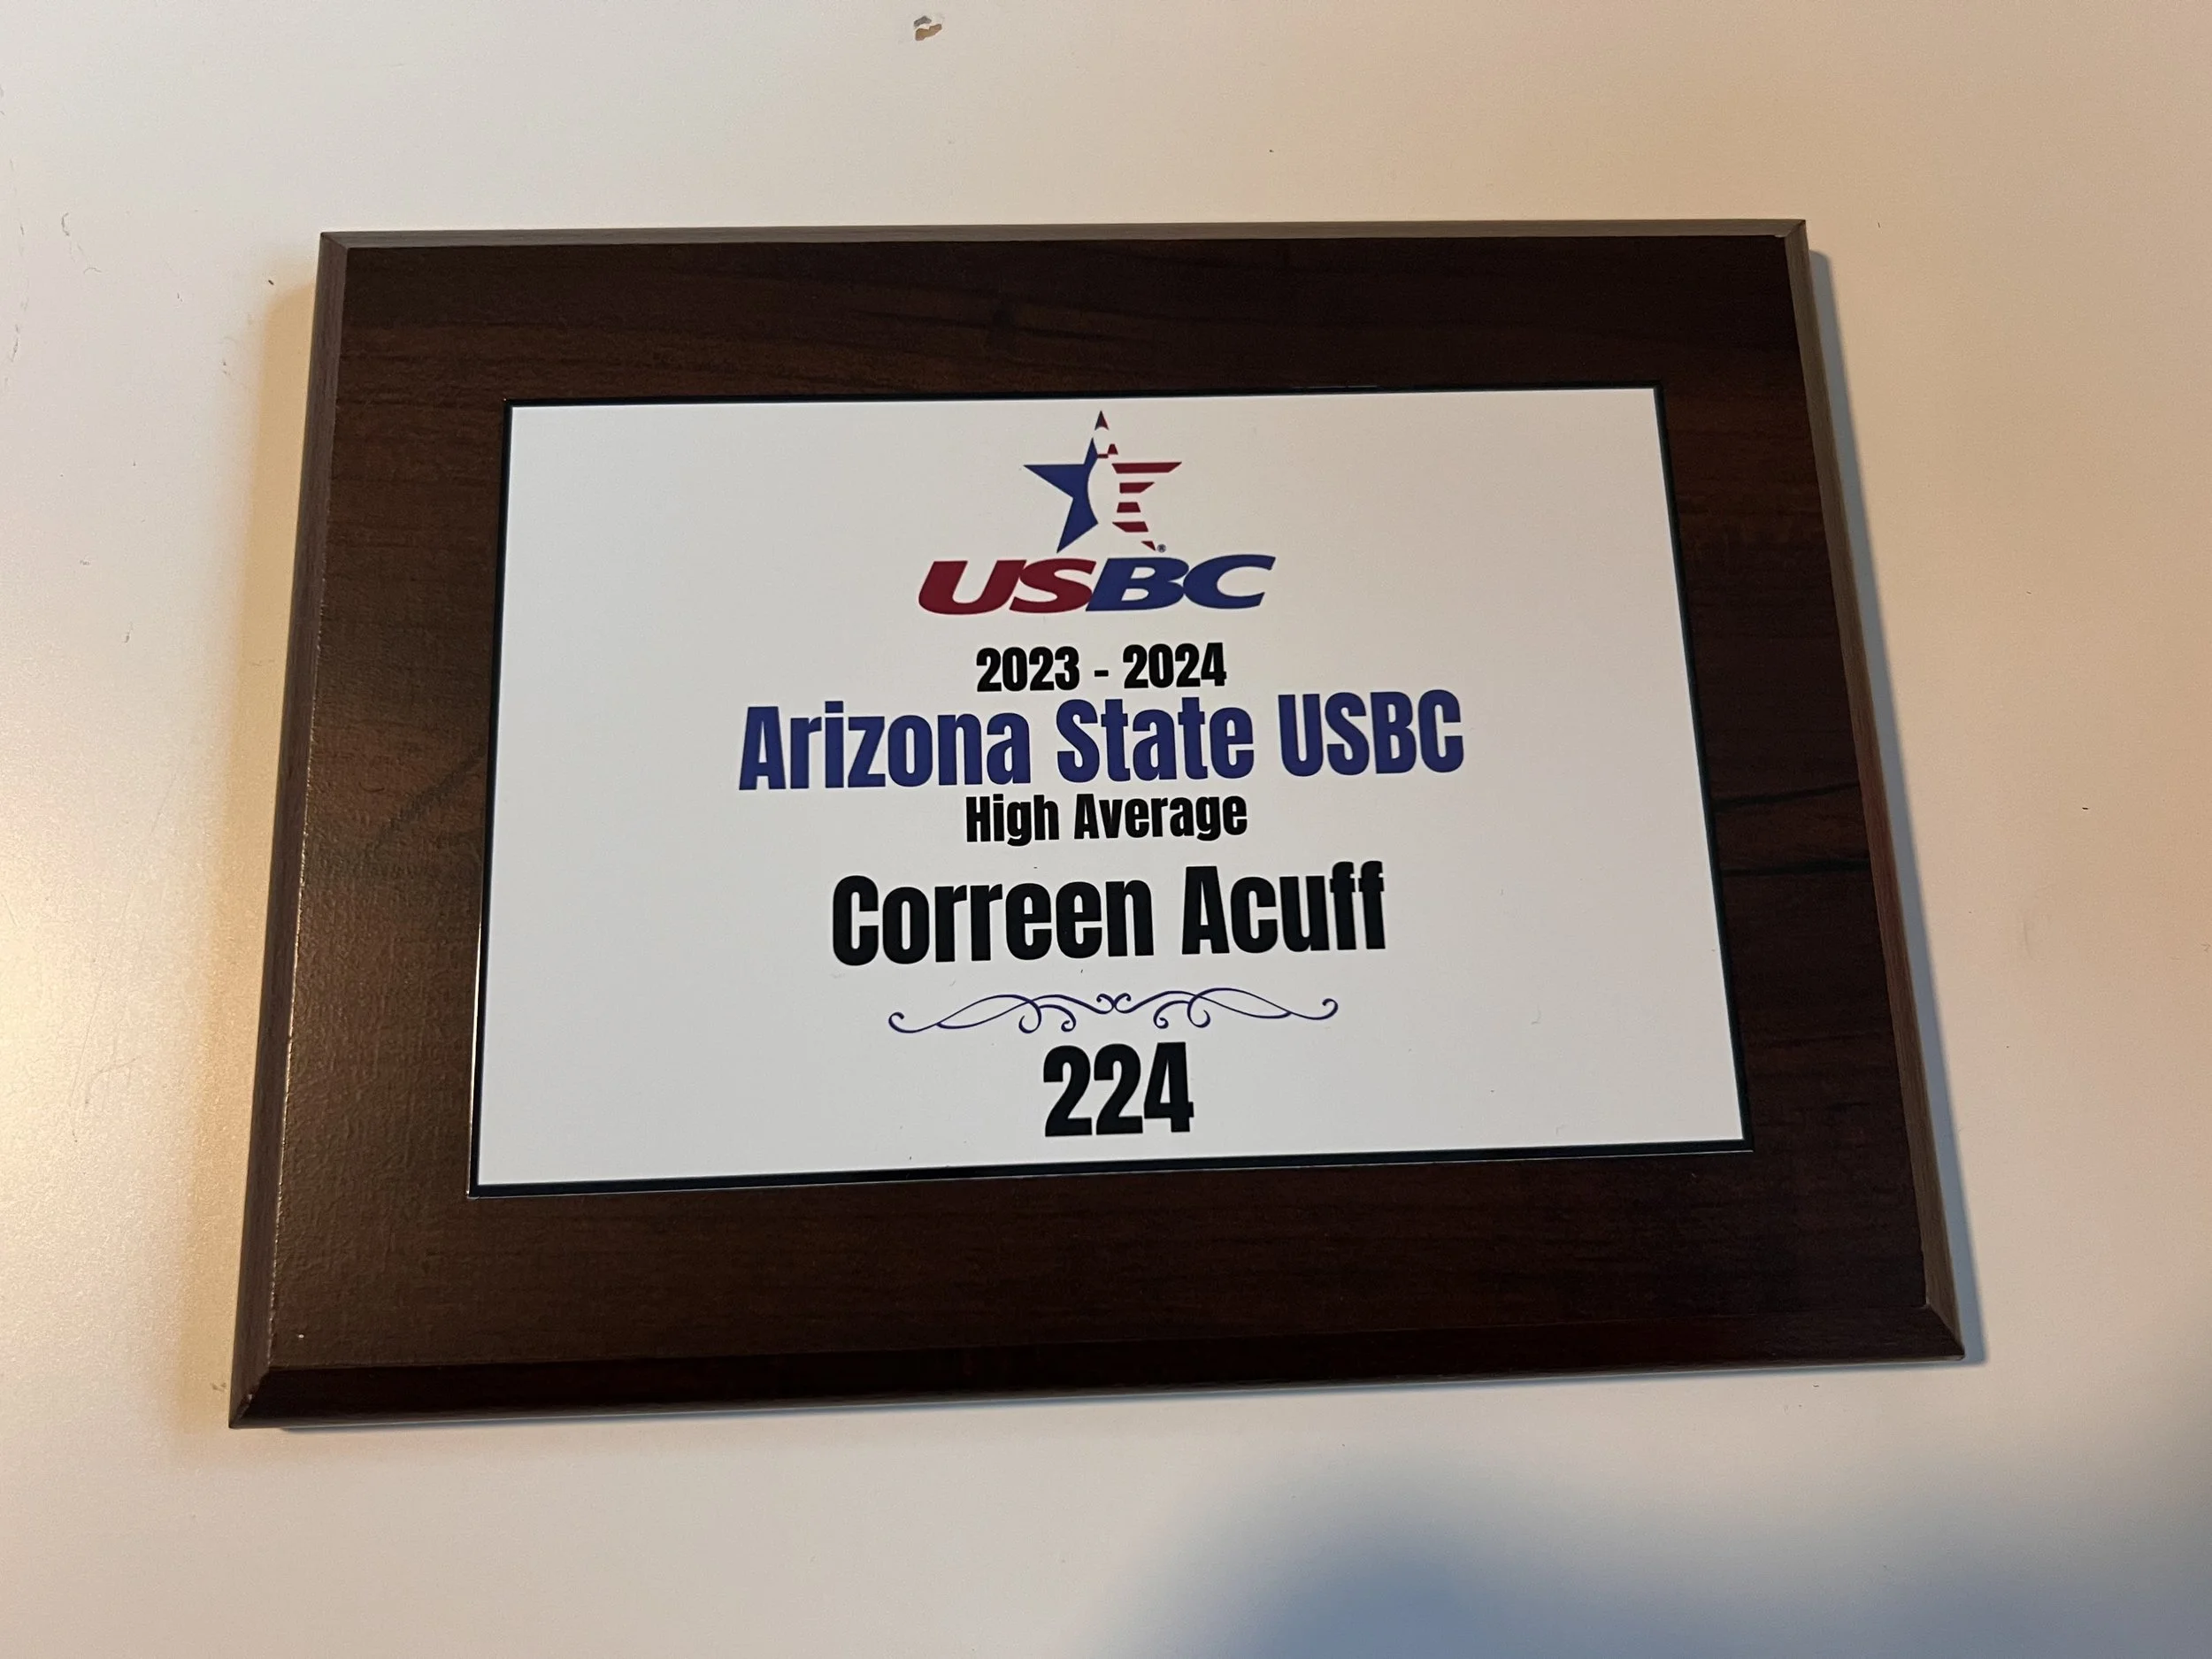 USBC
2023 - 2024
Arizona State USBC
High Average
Correen Acuff
224